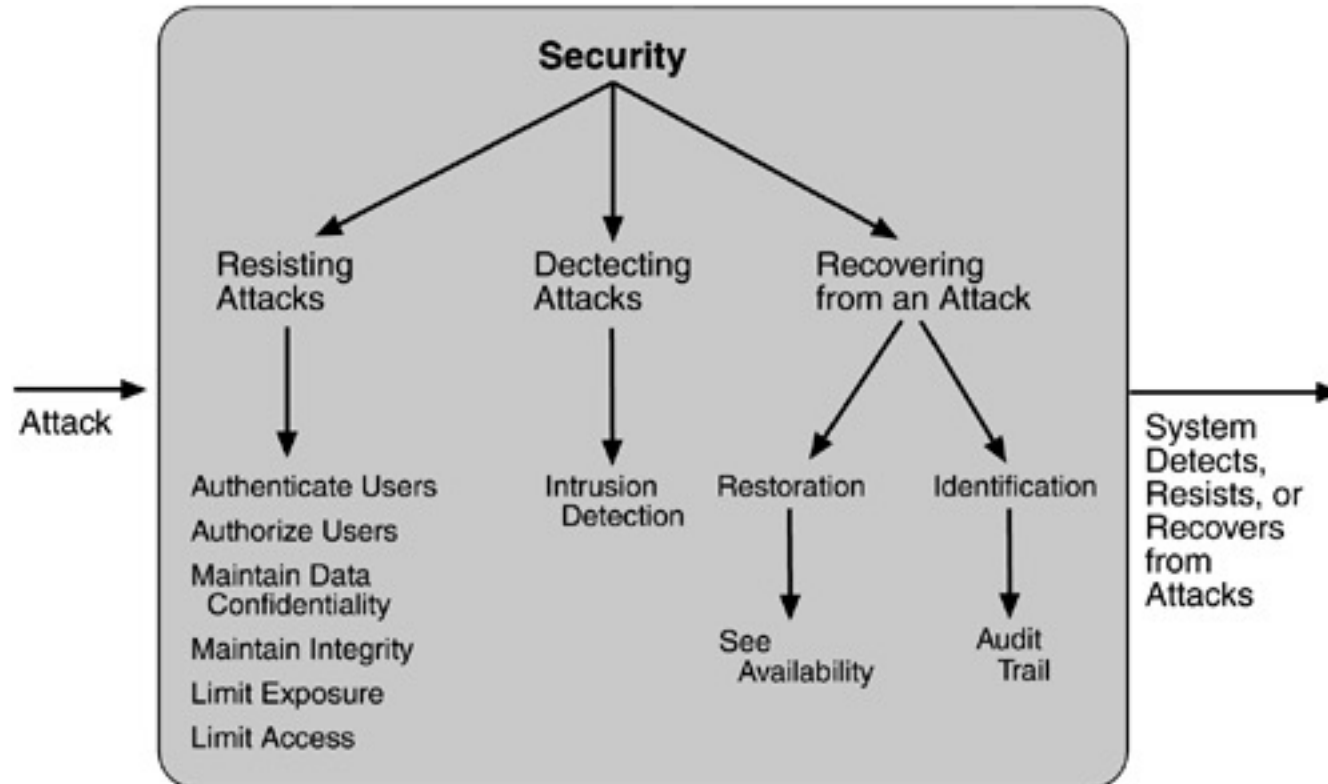 Security
Resisting
Attacks
Dectecting
Attacks
Recovering
from an Attack
Attack
Authenticate Users
Authorize Users
Maintain Data
Confidentiality
Maintain Integrity
Limit Exposure
Limit Access
Intrusion
Detection
Restoration
Identification
See
Availability
Audit
Trail
System
Detects,
Resists, or
Recovers
from
Attacks